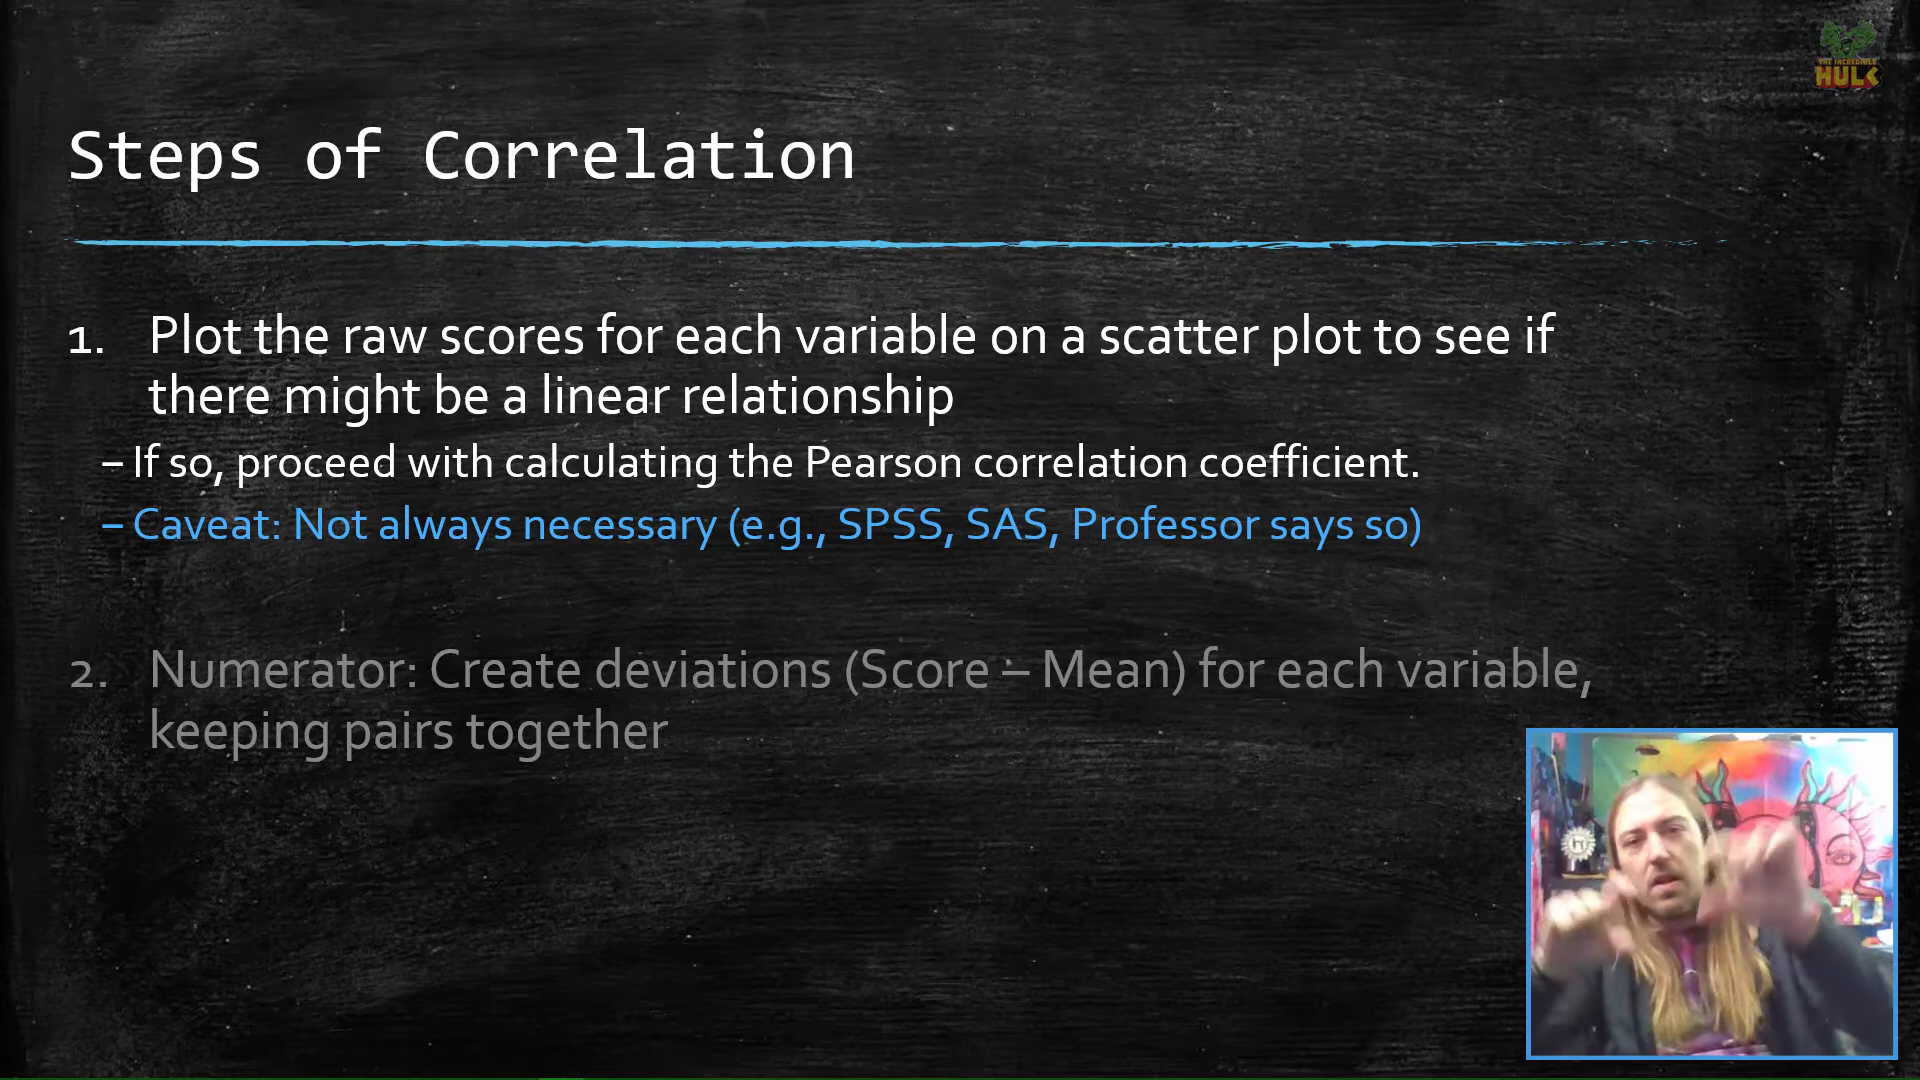 THE INCREDIBLE
HULK
Steps of Correlation
1. Plot the raw scores for each variable on a scatter plot to see if
there might be a linear relationship
– If so, proceed with calculating the Pearson correlation coefficient.
– Caveat: Not always necessary (e.g., SPSS, SAS, Professor says so)
2. Numerator: Create deviations (Score – Mean) for each variable,
keeping pairs together